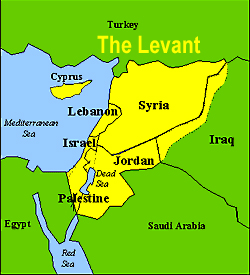 Turkey
The Levant
Cyprus
Syria
Lebanon
Mediterranean
Sea
Israel
Iraq
Jordan
Dead
Sea
Palestine
Egypt
Saudi Arabia
Red
Sea